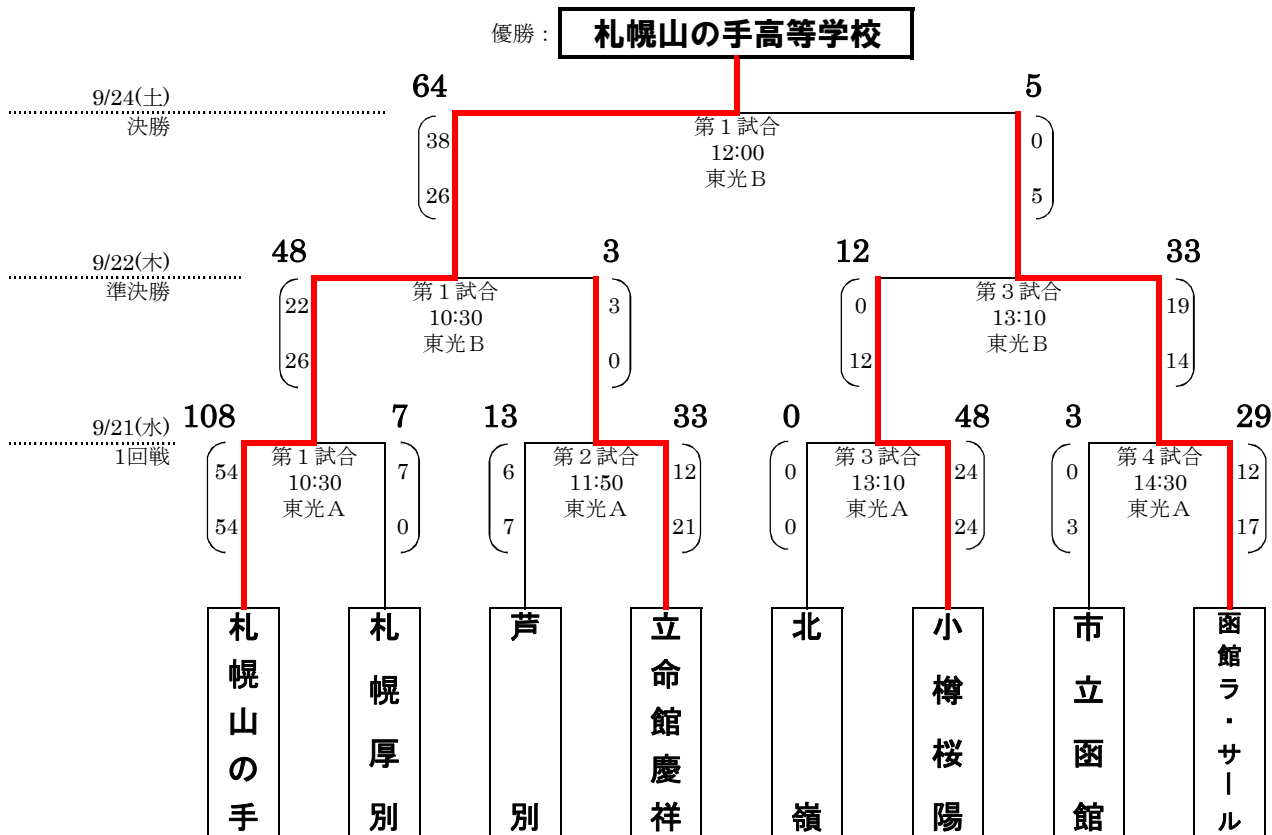 優勝： 札幌山の手高等学校
64 5
9/24(土)
決勝
第１試合
12:00
東光Ｂ
38 0
26 5
48 3 12 33
9/22(木)
準決勝
第１試合 第３試合
10:30 13:10
東光Ｂ 東光Ｂ
22 3 0 19
26 0 12 14
108 7 13 33 0 48 3 29
9/21(水)
1回戦
第１試合 第２試合 第３試合 第４試合
10:30 11:50 13:10 14:30
東光Ａ 東光Ａ 東光Ａ 東光Ａ
54 7 6 12 0 24 0 12
54 0 7 21 0 24 3 17
札幌山の手
札幌厚別
芦別
立命館慶祥
北嶺
小樽桜陽
市立函館
函館ラ・サール